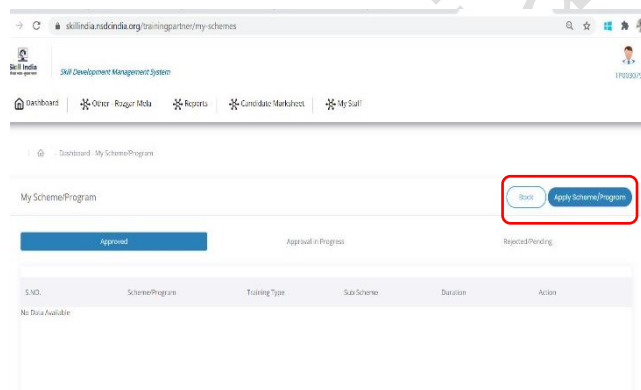 skillindia.nsdcindia.org/trainingpartner/my-schemes
Skill India
Skill Development Management System
Dashboard Other - Rozgar Mela Reports Candidate Marksheet My Staff
- Dashboard - My Scheme/Program
My Scheme/Program Back Apply Scheme/Program
Approved Approval in Progress Rejected/Pending
S.NO. Scheme/Program Training Type Sub Scheme Duration Action
No Data Available